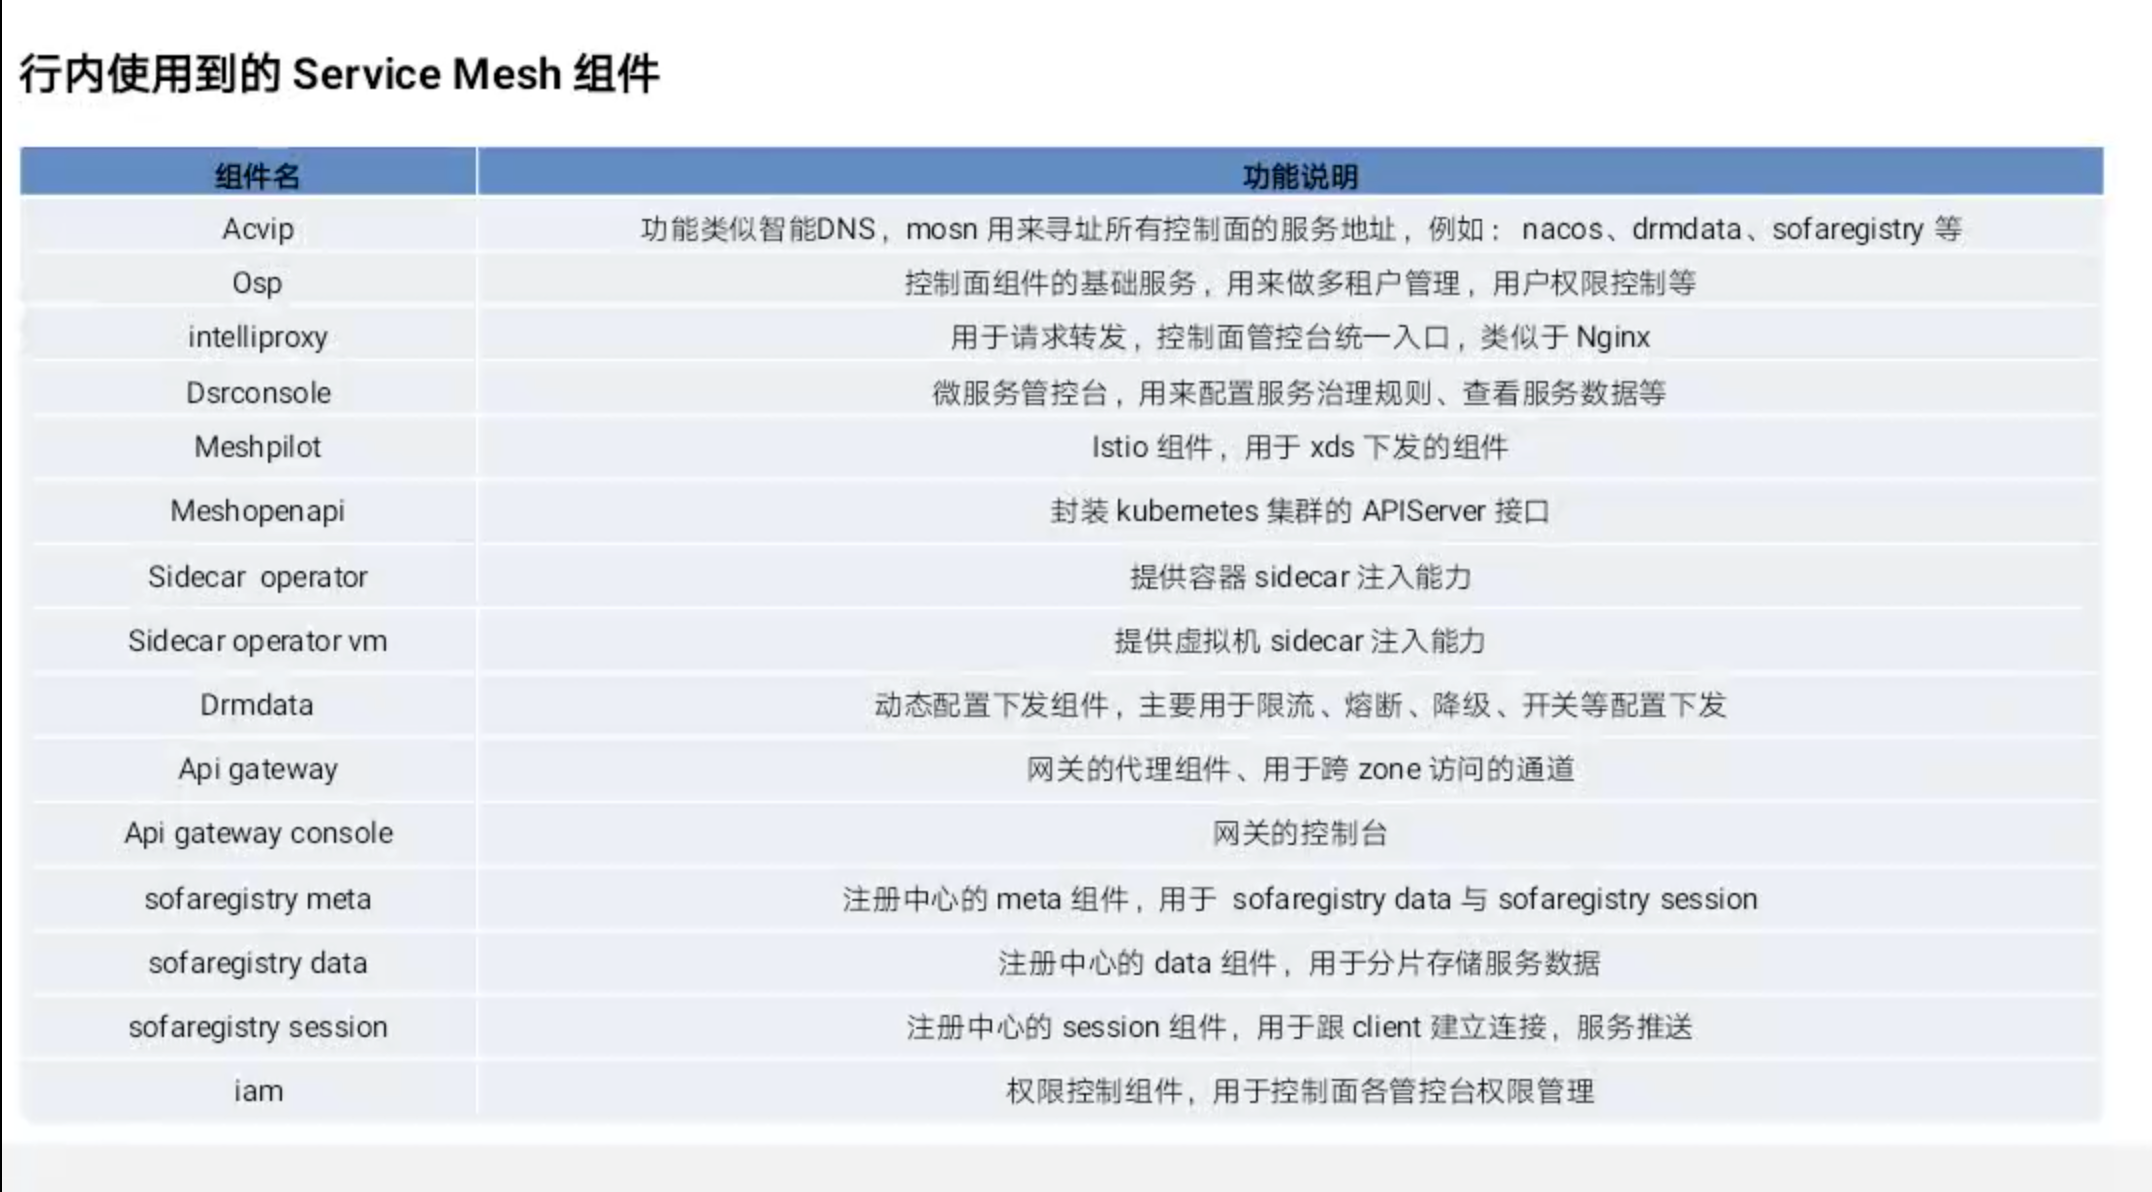 行内使用到的 Service Mesh 组件
组件名 功能说明
Acvip 功能类似智能DNS，mosn 用来寻址所有控制面的服务地址，例如： nacos、drmdata、sofaregistry 等
Osp 控制面组件的基础服务，用来做多租户管理，用户权限控制等
intelliproxy 用于请求转发，控制面管控台统一入口，类似于 Nginx
Dsrconsole 微服务管控台，用来配置服务治理规则、查看服务数据等
Meshpilot Istio 组件，用于 xds 下发的组件
Meshopenapi 封装 kubernetes 集群的 APIServer 接口
Sidecar operator 提供容器 sidecar 注入能力
Sidecar operator vm 提供虚拟机 sidecar 注入能力
Drmdata 动态配置下发组件，主要用于限流、熔断、降级、开关等配置下发
Api gateway 网关的代理组件、用于跨 zone 访问的通道
Api gateway console 网关的控制台
sofaregistry meta 注册中心的 meta 组件，用于 sofaregistry data 与 sofaregistry session
sofaregistry data 注册中心的 data 组件，用于分片存储服务数据
sofaregistry session 注册中心的 session 组件，用于跟 client 建立连接，服务推送
iam 权限控制组件，用于控制面各管控台权限管理